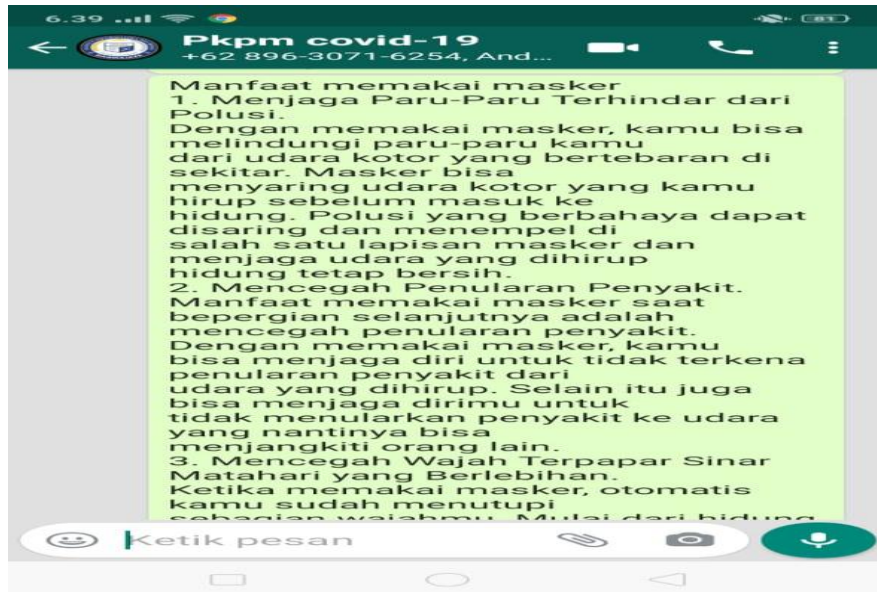 6.39
81
Pkpm covid-19
+62 896-3071-6254, And...
Manfaat memakai masker
1. Menjaga Paru-Paru Terhindar dari
Polusi.
Dengan memakai masker, kamu bisa
melindungi paru-paru kamu
dari udara kotor yang bertebaran di
sekitar. Masker bisa
menyaring udara kotor yang kamu
hirup sebelum masuk ke
hidung. Polusi yang berbahaya dapat
disaring dan menempel di
salah satu lapisan masker dan
menjaga udara yang dihirup
hidung tetap bersih.
2. Mencegah Penularan Penyakit.
Manfaat memakai masker saat
bepergian selanjutnya adalah
mencegah penularan penyakit.
Dengan memakai masker, kamu
bisa menjaga diri untuk tidak terkena
penularan penyakit dari
udara yang dihirup. Selain itu juga
bisa menjaga dirimu untuk
tidak menularkan penyakit ke udara
yang nantinya bisa
menjangkiti orang lain.
3. Mencegah Wajah Terpapar Sinar
Matahari yang Berlebihan.
Ketika memakai masker, otomatis
kamu sudah menutupi
sebagian wajahmu. Mulai dari hidung
Ketik pesan